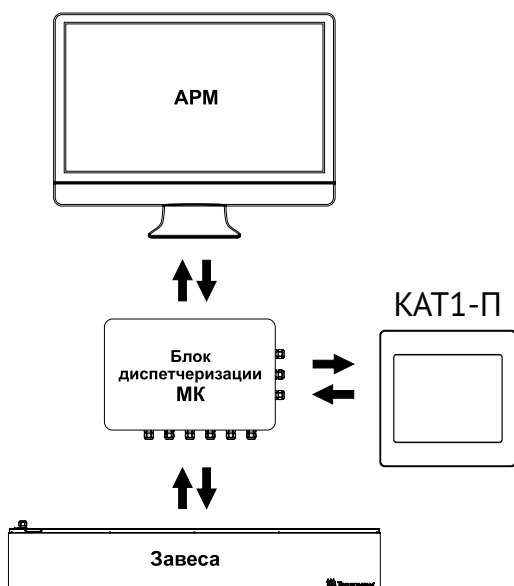 АРМ
КАТ1-П
Блок
диспетчеризации
МК
Завеса